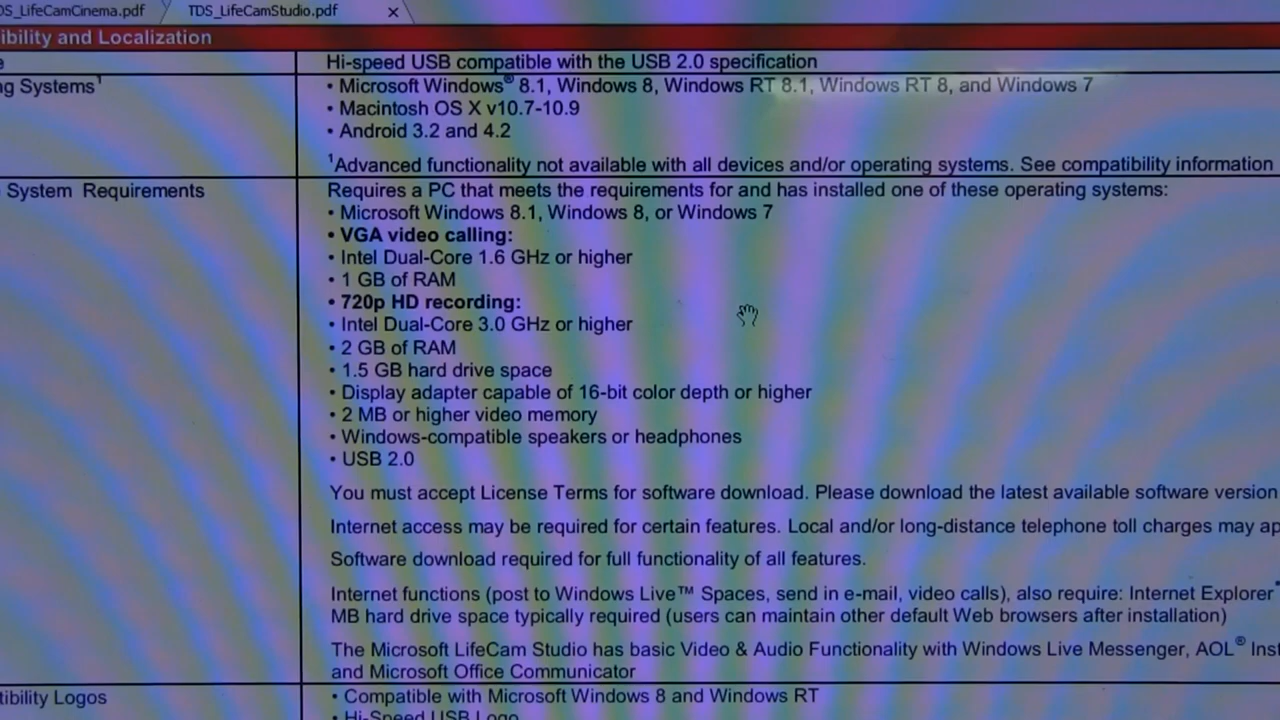 DS_LifeCamCinema.pdf TDS_LifeCamStudio.pdf
ibility and Localization
e Hi-speed USB compatible with the USB 2.0 specification
ng Systems¹ • Microsoft Windows® 8.1, Windows 8, Windows RT 8.1, Windows RT 8, and Windows 7
• Macintosh OS X v10.7-10.9
• Android 3.2 and 4.2
¹Advanced functionality not available with all devices and/or operating systems. See compatibility information
System Requirements Requires a PC that meets the requirements for and has installed one of these operating systems:
• Microsoft Windows 8.1, Windows 8, or Windows 7
• VGA video calling:
• Intel Dual-Core 1.6 GHz or higher
• 1 GB of RAM
• 720p HD recording:
• Intel Dual-Core 3.0 GHz or higher
• 2 GB of RAM
• 1.5 GB hard drive space
• Display adapter capable of 16-bit color depth or higher
• 2 MB or higher video memory
• Windows-compatible speakers or headphones
• USB 2.0
You must accept License Terms for software download. Please download the latest available software version
Internet access may be required for certain features. Local and/or long-distance telephone toll charges may ap
Software download required for full functionality of all features.
Internet functions (post to Windows Live™ Spaces, send in e-mail, video calls), also require: Internet Explorer
MB hard drive space typically required (users can maintain other default Web browsers after installation)
The Microsoft LifeCam Studio has basic Video & Audio Functionality with Windows Live Messenger, AOL® Inst
and Microsoft Office Communicator
tibility Logos • Compatible with Microsoft Windows 8 and Windows RT
• Hi-Speed USB Logo